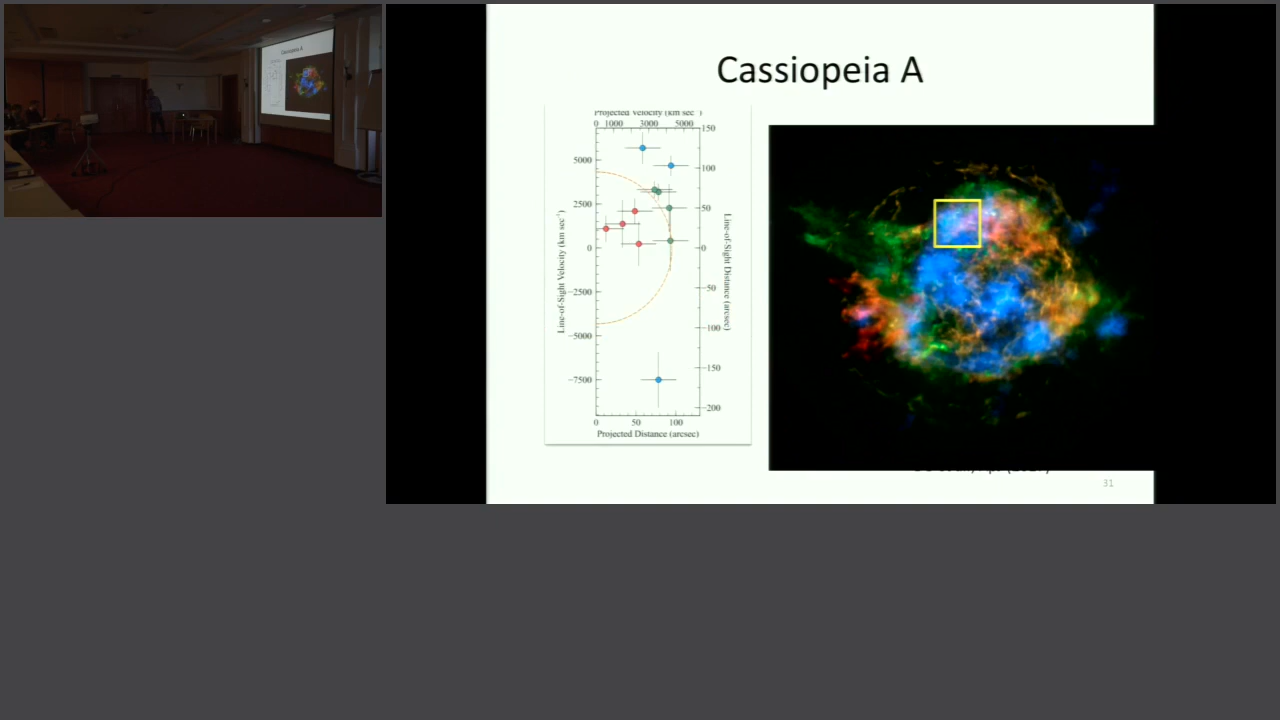 Cassiopeia A
Cassiopeia A
Projected Velocity (km sec⁻¹)
0 1000 3000 5000
150
5000
100
2500
50
0
0
−2500
−50
−5000
−100
−7500
−150
−200
Line-of-Sight Velocity (km sec⁻¹)
Line-of-Sight Distance (arcsec)
0 50 100
Projected Distance (arcsec)
31